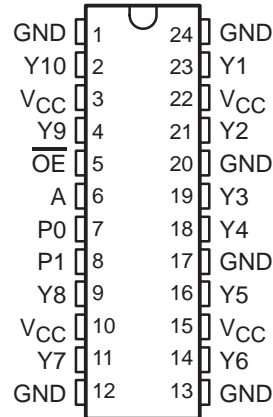 GND 1 24 GND
Y10 2 23 Y1
VCC 3 22 VCC
Y9 4 21 Y2
O̅E̅ 5 20 GND
A 6 19 Y3
P0 7 18 Y4
P1 8 17 GND
Y8 9 16 Y5
VCC 10 15 VCC
Y7 11 14 Y6
GND 12 13 GND